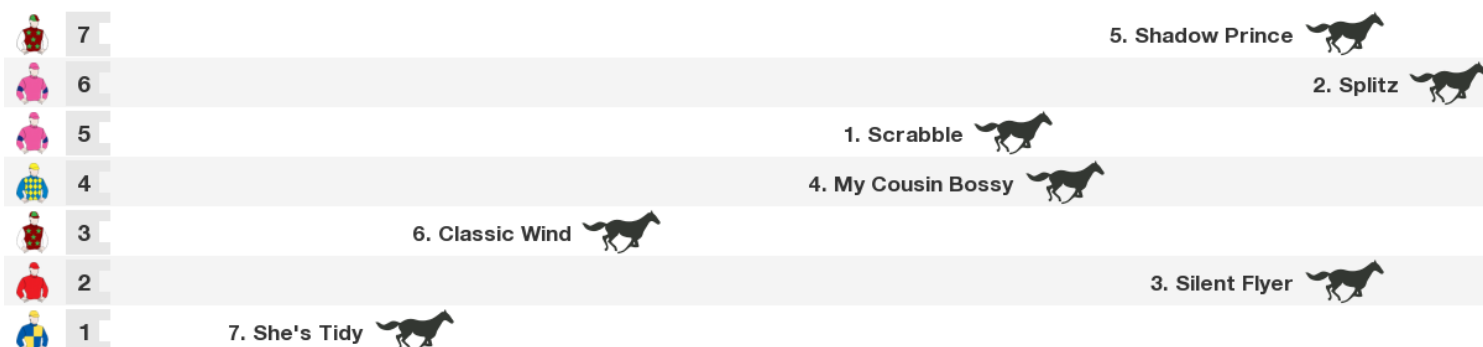 7 5. Shadow Prince
6 2. Splitz
5 1. Scrabble
4 4. My Cousin Bossy
3 6. Classic Wind
2 3. Silent Flyer
1 7. She's Tidy